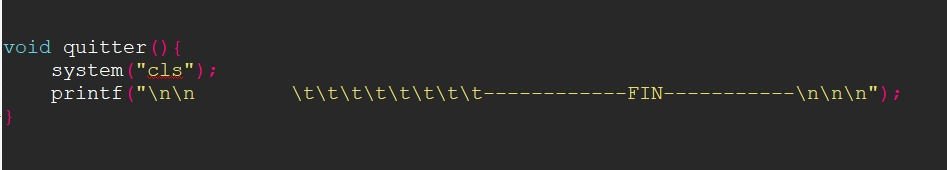 void quitter(){
    system("cls");
    printf("\n\n        \t\t\t\t\t\t\t\t------------FIN-----------\n\n\n");
}